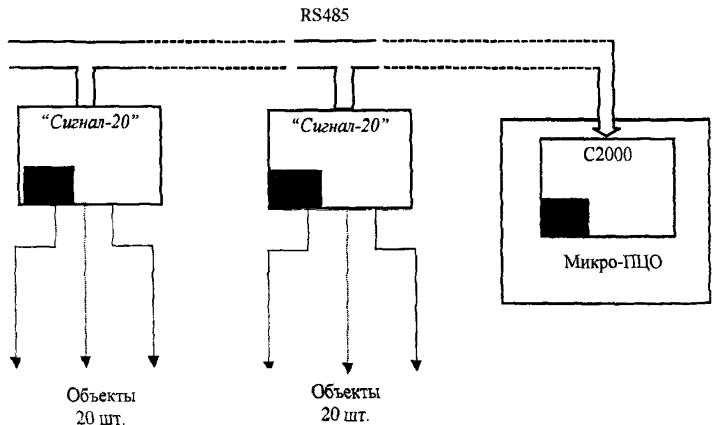 RS485
"Сигнал-20"
"Сигнал-20"
С2000
Микро-ПЦО
Объекты
20 шт.
Объекты
20 шт.